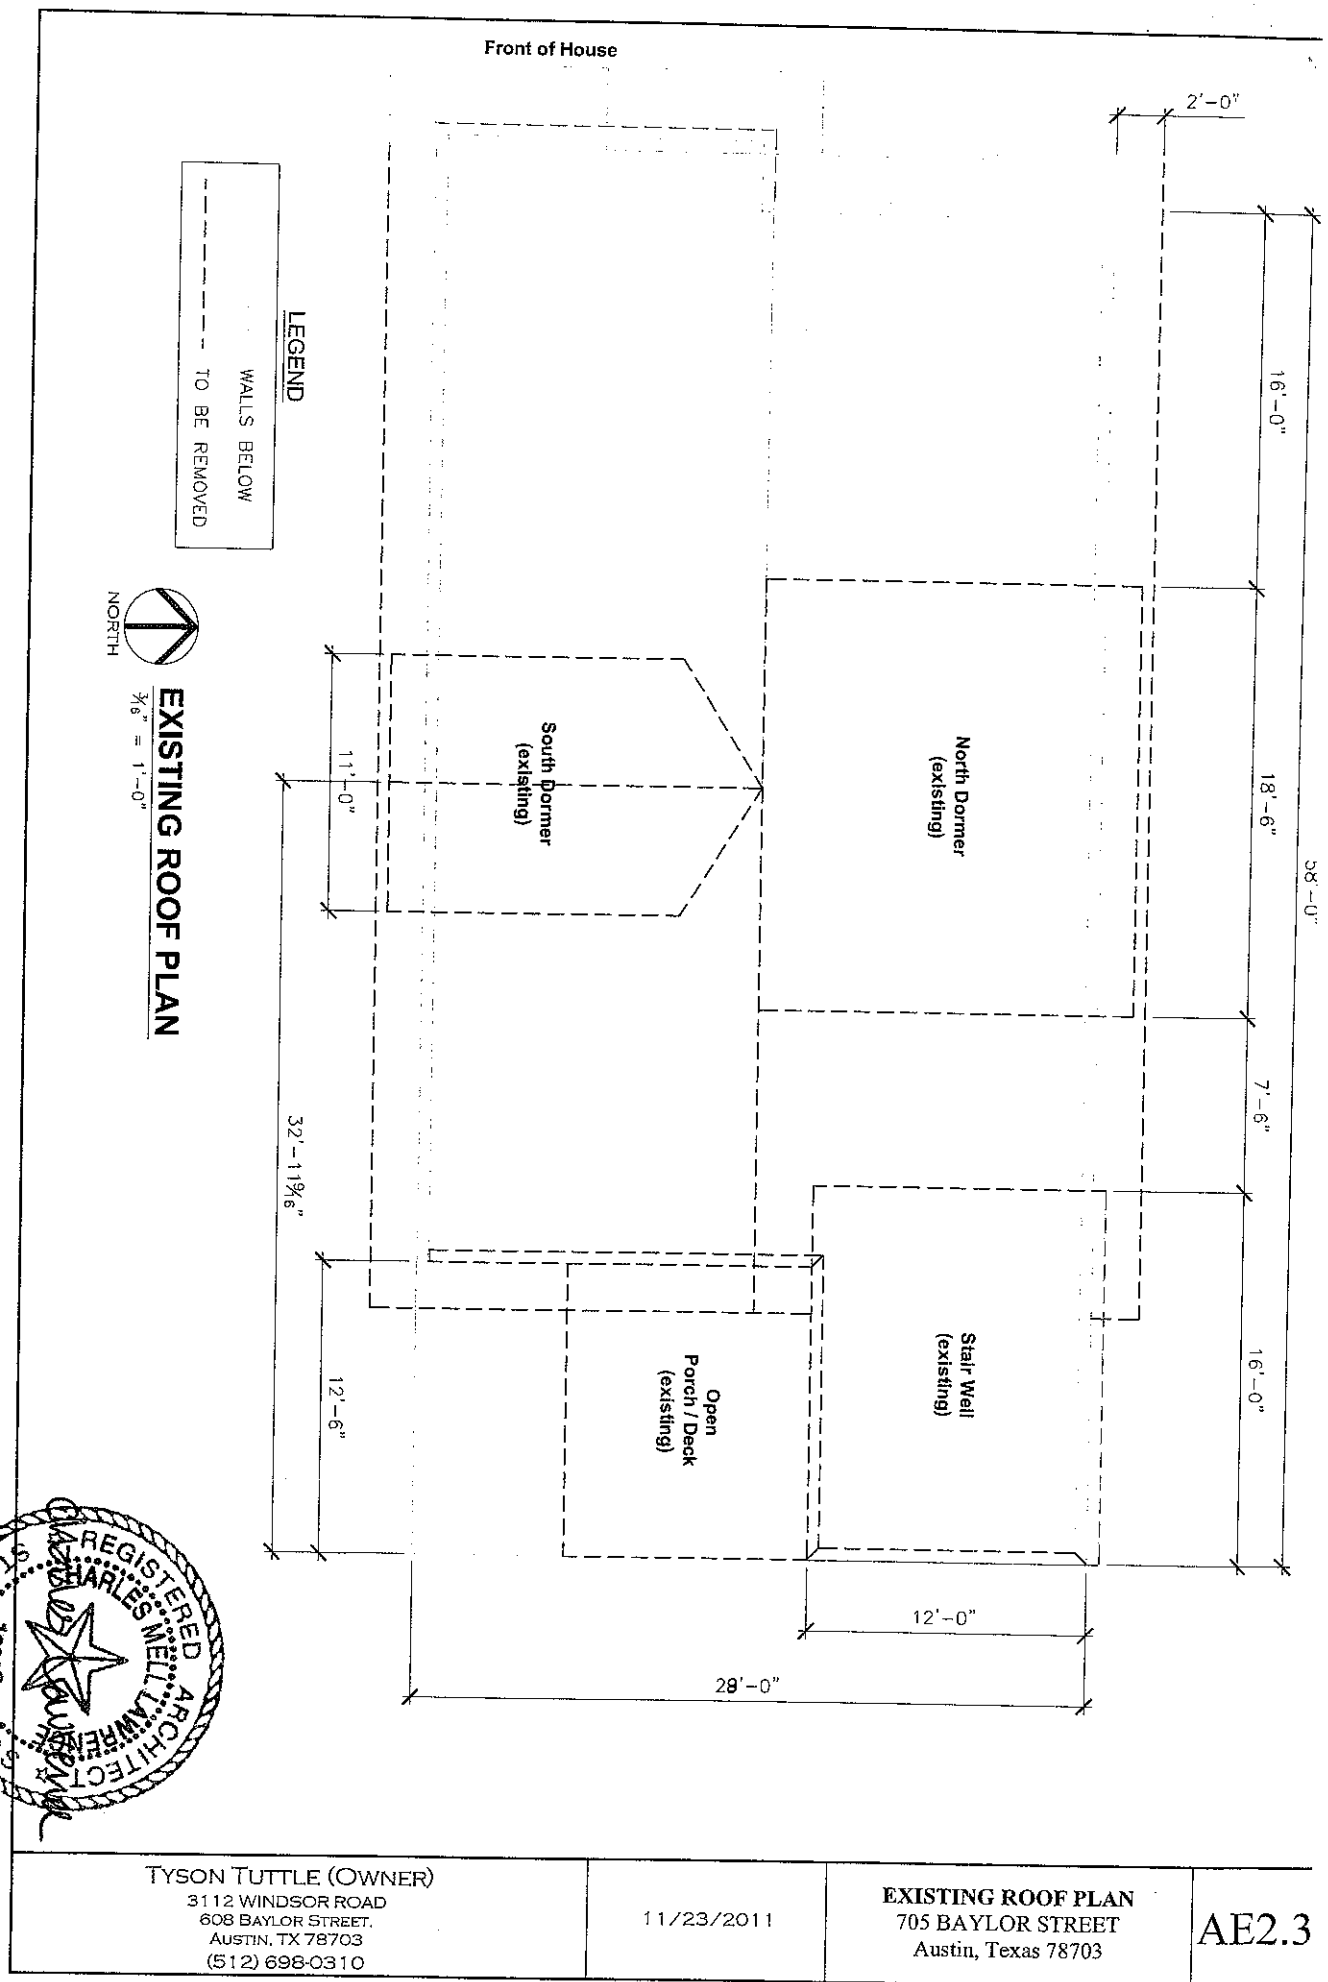 Front of House
2'-0"
16'-0"
18'-6"
58'-0"
7'-6"
16'-0"
LEGEND
WALLS BELOW
TO BE REMOVED
NORTH
EXISTING ROOF PLAN
3/16" = 1'-0"
North Dormer
(existing)
South Dormer
(existing)
11'-0"
32'-11 9/16"
12'-6"
Stair Well
(existing)
Open
Porch / Deck
(existing)
12'-0"
28'-0"
REGISTERED ARCHITECT
CHARLES MELL LAWRENCE
TYSON TUTTLE (OWNER)
3112 WINDSOR ROAD
608 BAYLOR STREET.
AUSTIN, TX 78703
(512) 698-0310
11/23/2011
EXISTING ROOF PLAN
705 BAYLOR STREET
Austin, Texas 78703
AE2.3